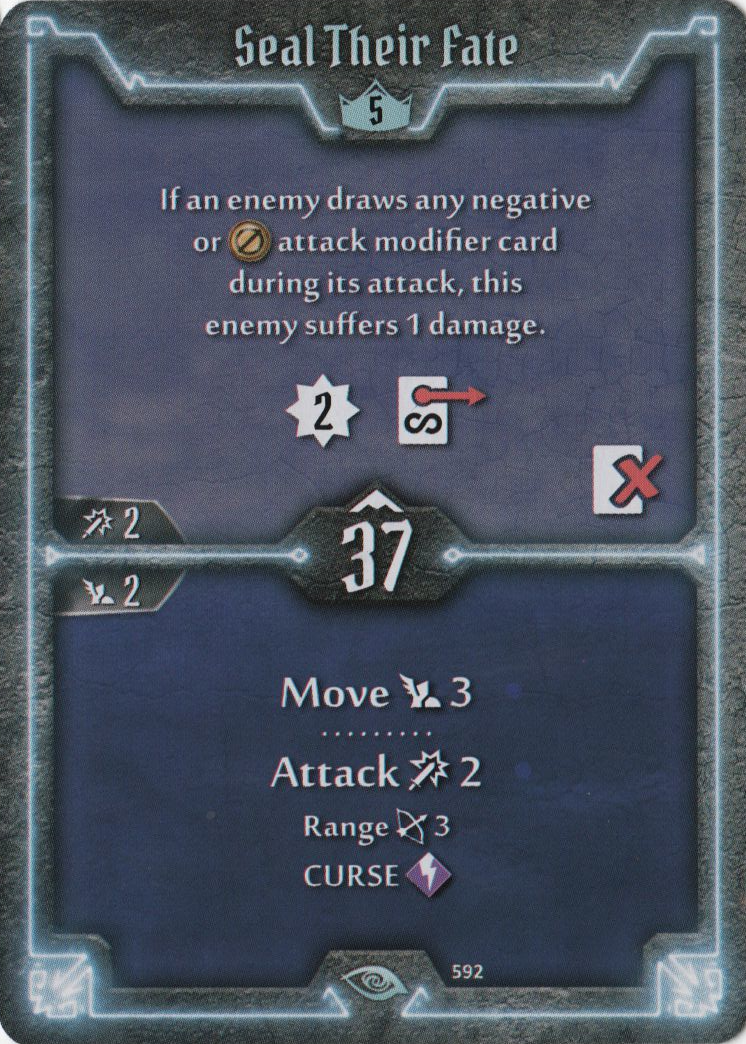 Seal Their Fate
5
If an enemy draws any negative
or attack modifier card
during its attack, this
enemy suffers 1 damage.
2
2
37
2
Move 3
Attack 2
Range 3
CURSE
592